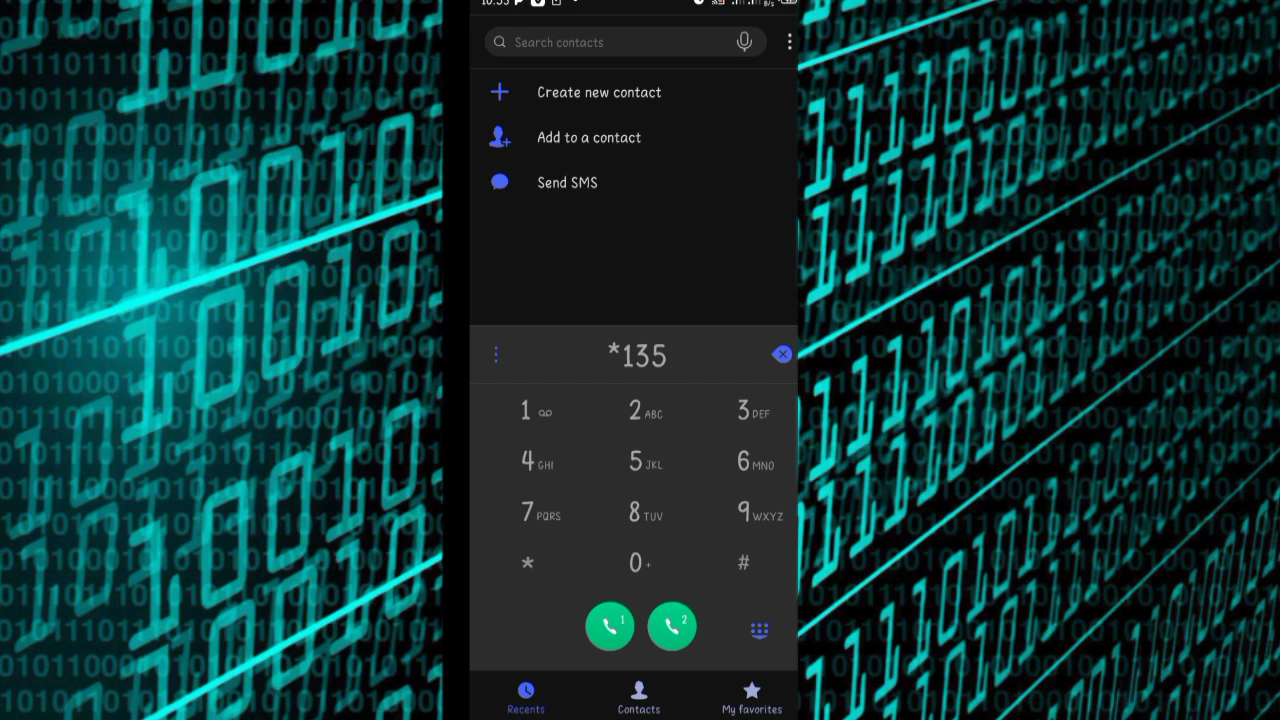 Search contacts
Create new contact
Add to a contact
Send SMS
*135
1
2 ABC
3 DEF
4 GHI
5 JKL
6 MNO
7 PQRS
8 TUV
9 WXYZ
*
0 +
#
1
2
Recents
Contacts
My favorites